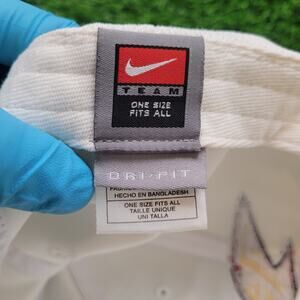 TEAM
ONE SIZE
FITS ALL
DRI-FIT
HECHO EN BANGLADESH
ONE SIZE FITS ALL
TAILLE UNIQUE
UNI TALLA